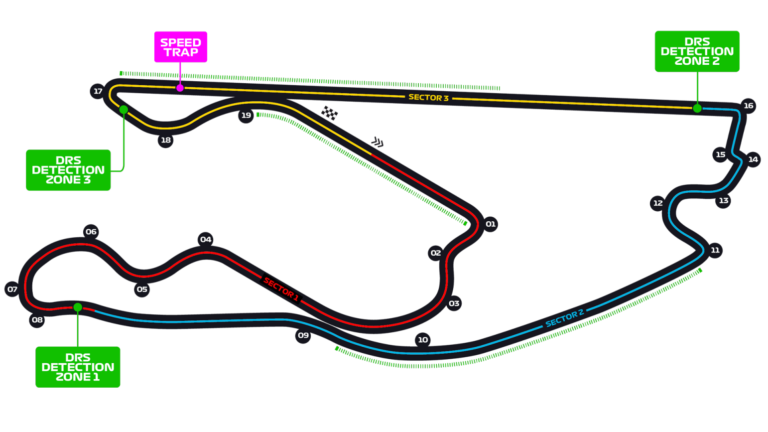 SPEED
TRAP
DRS
DETECTION
ZONE 2
17
SECTOR 3
16
19
18
15
14
DRS
DETECTION
ZONE 3
13
12
01
06
04
02
11
05
07
SECTOR 1
03
08
SECTOR 2
09
10
DRS
DETECTION
ZONE 1